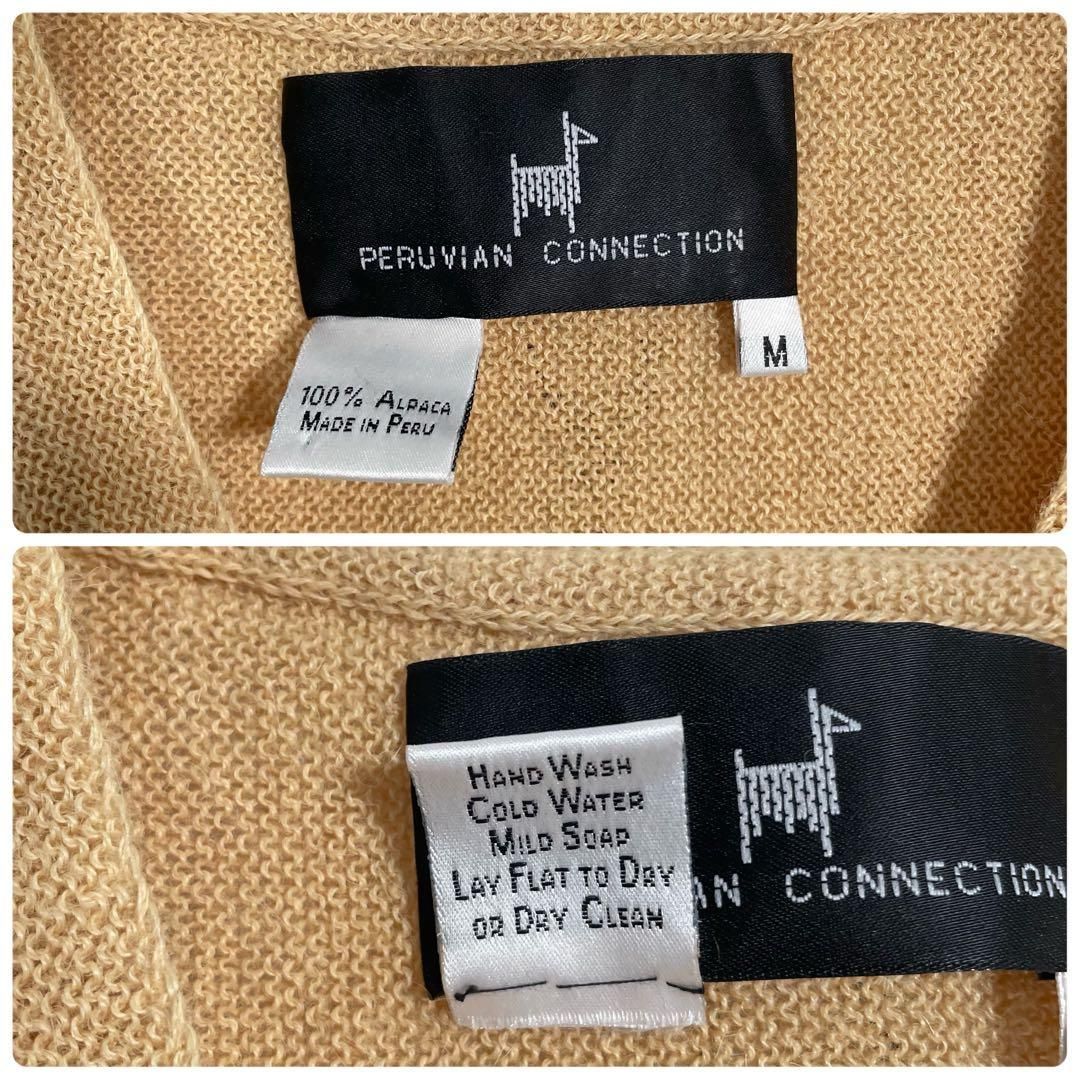 PERUVIAN CONNECTION
M
100% ALPACA
MADE IN PERU
HAND WASH
COLD WATER
MILD SOAP
LAY FLAT TO DRY
OR DRY CLEAN
AN CONNECTION